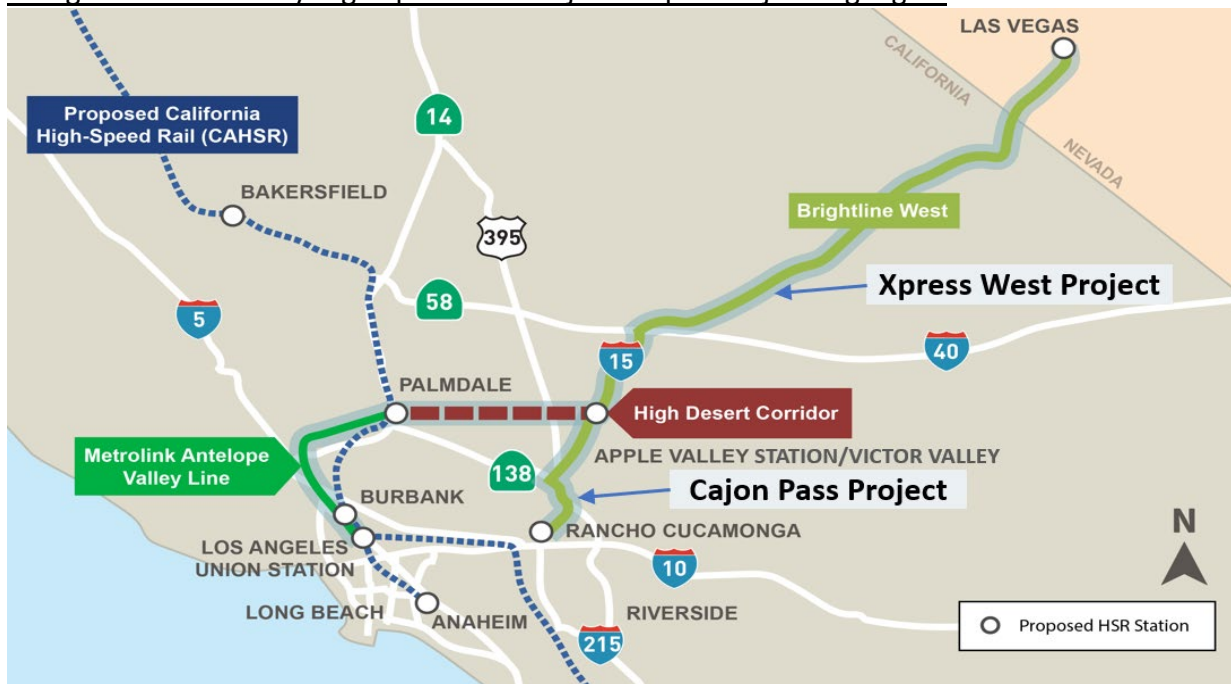 LAS VEGAS
CALIFORNIA
NEVADA
14
Proposed California
High-Speed Rail (CAHSR)
BAKERSFIELD
395
Brightline West
Xpress West Project
5
58
15
40
PALMDALE
High Desert Corridor
Metrolink Antelope
Valley Line
138
APPLE VALLEY STATION/VICTOR VALLEY
Cajon Pass Project
BURBANK
RANCHO CUCAMONGA
LOS ANGELES
UNION STATION
10
N
LONG BEACH
ANAHEIM
RIVERSIDE
215
Proposed HSR Station